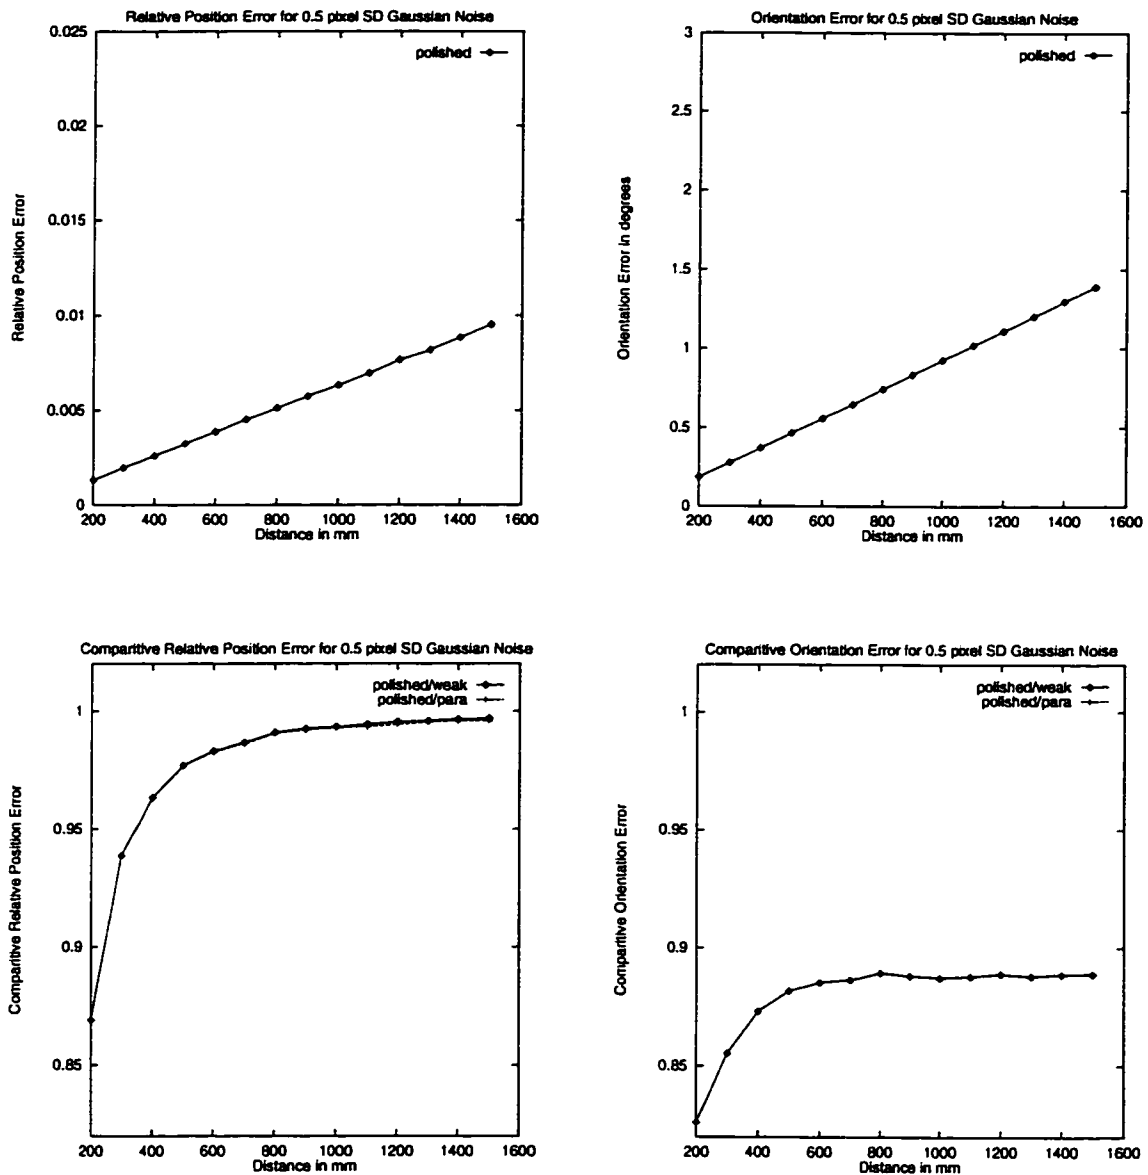 Relative Position Error for 0.5 pixel SD Gaussian Noise
0.025
polished
0.02
0.015
Relative Position Error
0.01
0.005
0
200 400 600 800 1000 1200 1400 1600
Distance in mm
Orientation Error for 0.5 pixel SD Gaussian Noise
3
polished
2.5
2
Orientation Error in degrees
1.5
1
0.5
0
200 400 600 800 1000 1200 1400 1600
Distance in mm
Comparitive Relative Position Error for 0.5 pixel SD Gaussian Noise
polished/weak
polished/para
1
0.95
Comparitive Relative Position Error
0.9
0.85
200 400 600 800 1000 1200 1400 1600
Distance in mm
Comparitive Orientation Error for 0.5 pixel SD Gaussian Noise
polished/weak
polished/para
1
0.95
Comparitive Orientation Error
0.9
0.85
200 400 600 800 1000 1200 1400 1600
Distance in mm